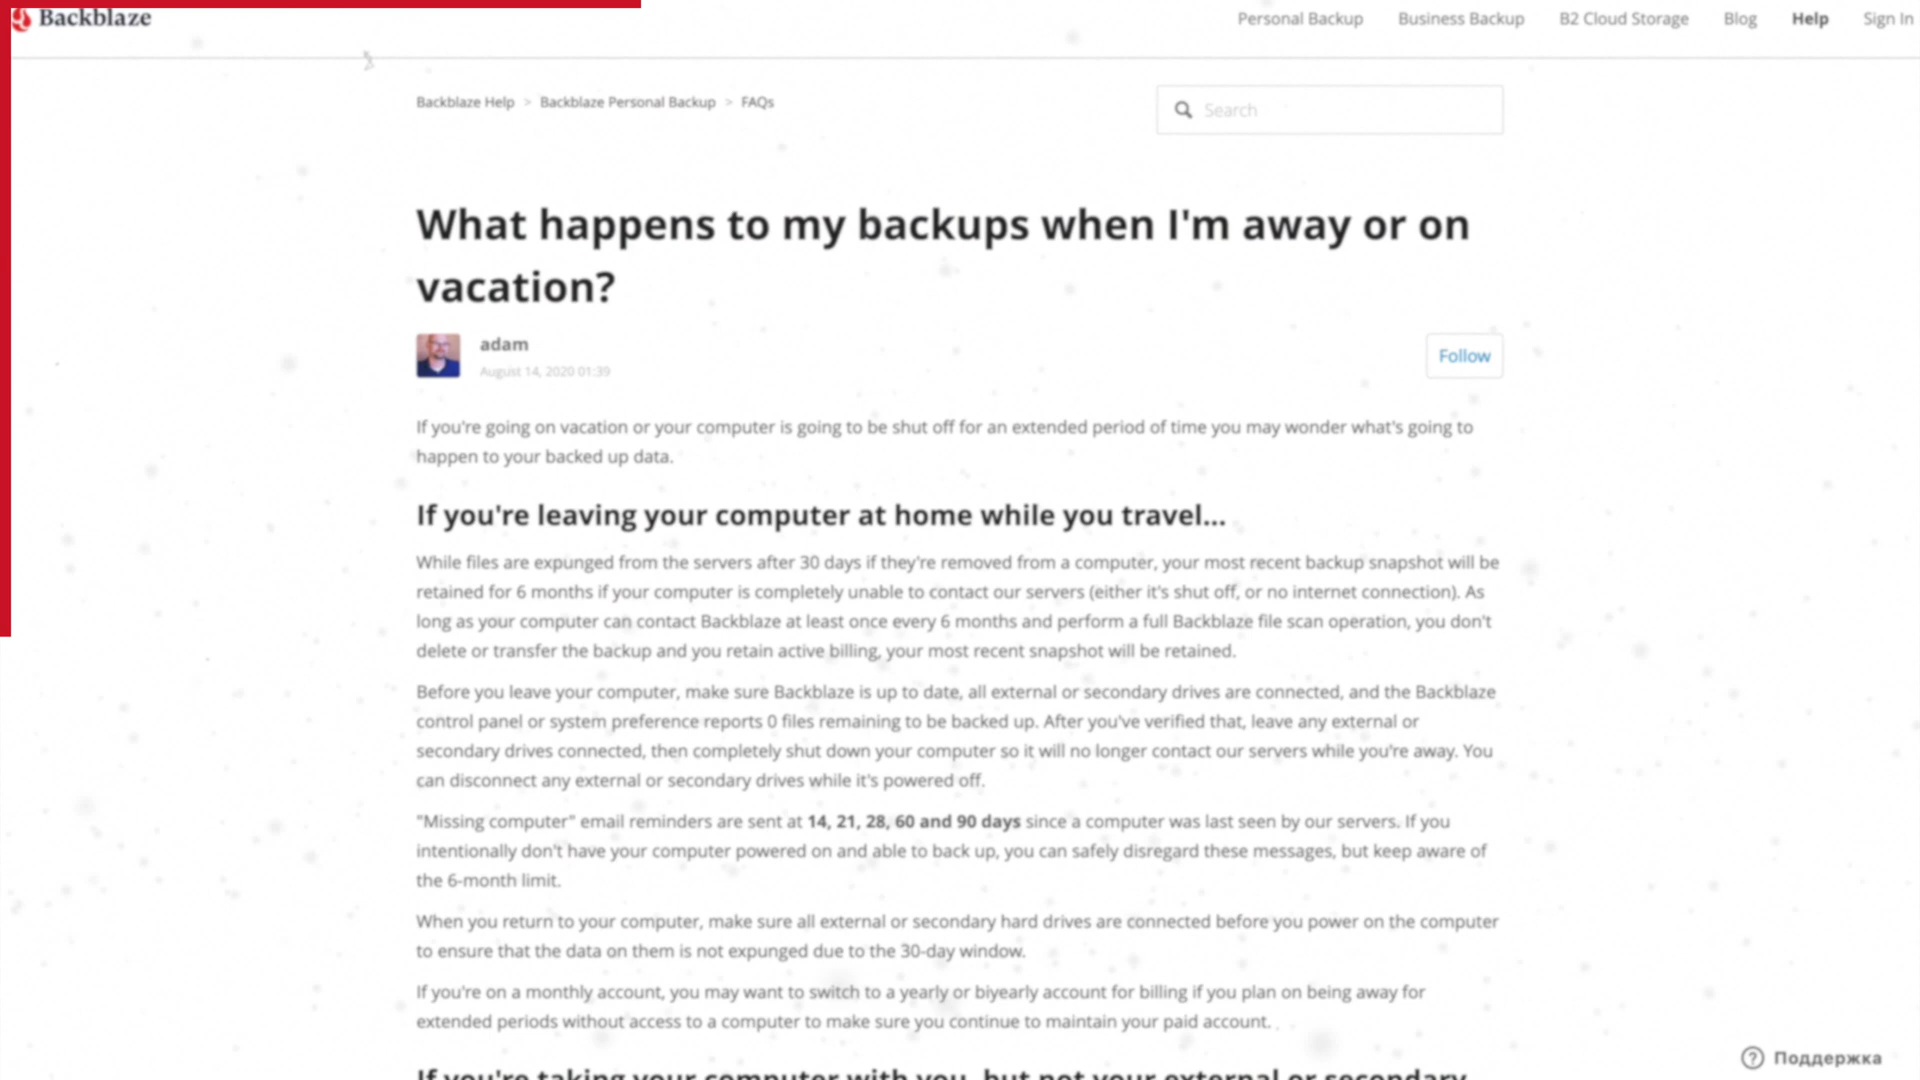 Backblaze
Personal Backup Business Backup B2 Cloud Storage Blog Help Sign In
Backblaze Help > Backblaze Personal Backup > FAQs
Search
What happens to my backups when I'm away or on
vacation?
adam
August 14, 2020 01:39
Follow
If you're going on vacation or your computer is going to be shut off for an extended period of time you may wonder what's going to
happen to your backed up data.
If you're leaving your computer at home while you travel...
While files are expunged from the servers after 30 days if they're removed from a computer, your most recent backup snapshot will be
retained for 6 months if your computer is completely unable to contact our servers (either it's shut off, or no internet connection). As
long as your computer can contact Backblaze at least once every 6 months and perform a full Backblaze file scan operation, you don't
delete or transfer the backup and you retain active billing, your most recent snapshot will be retained.
Before you leave your computer, make sure Backblaze is up to date, all external or secondary drives are connected, and the Backblaze
control panel or system preference reports 0 files remaining to be backed up. After you've verified that, leave any external or
secondary drives connected, then completely shut down your computer so it will no longer contact our servers while you're away. You
can disconnect any external or secondary drives while it's powered off.
"Missing computer" email reminders are sent at 14, 21, 28, 60 and 90 days since a computer was last seen by our servers. If you
intentionally don't have your computer powered on and able to back up, you can safely disregard these messages, but keep aware of
the 6-month limit.
When you return to your computer, make sure all external or secondary hard drives are connected before you power on the computer
to ensure that the data on them is not expunged due to the 30-day window.
If you're on a monthly account, you may want to switch to a yearly or biyearly account for billing if you plan on being away for
extended periods without access to a computer to make sure you continue to maintain your paid account.
If you're taking your computer with you, but not your external or secondary
Поддержка